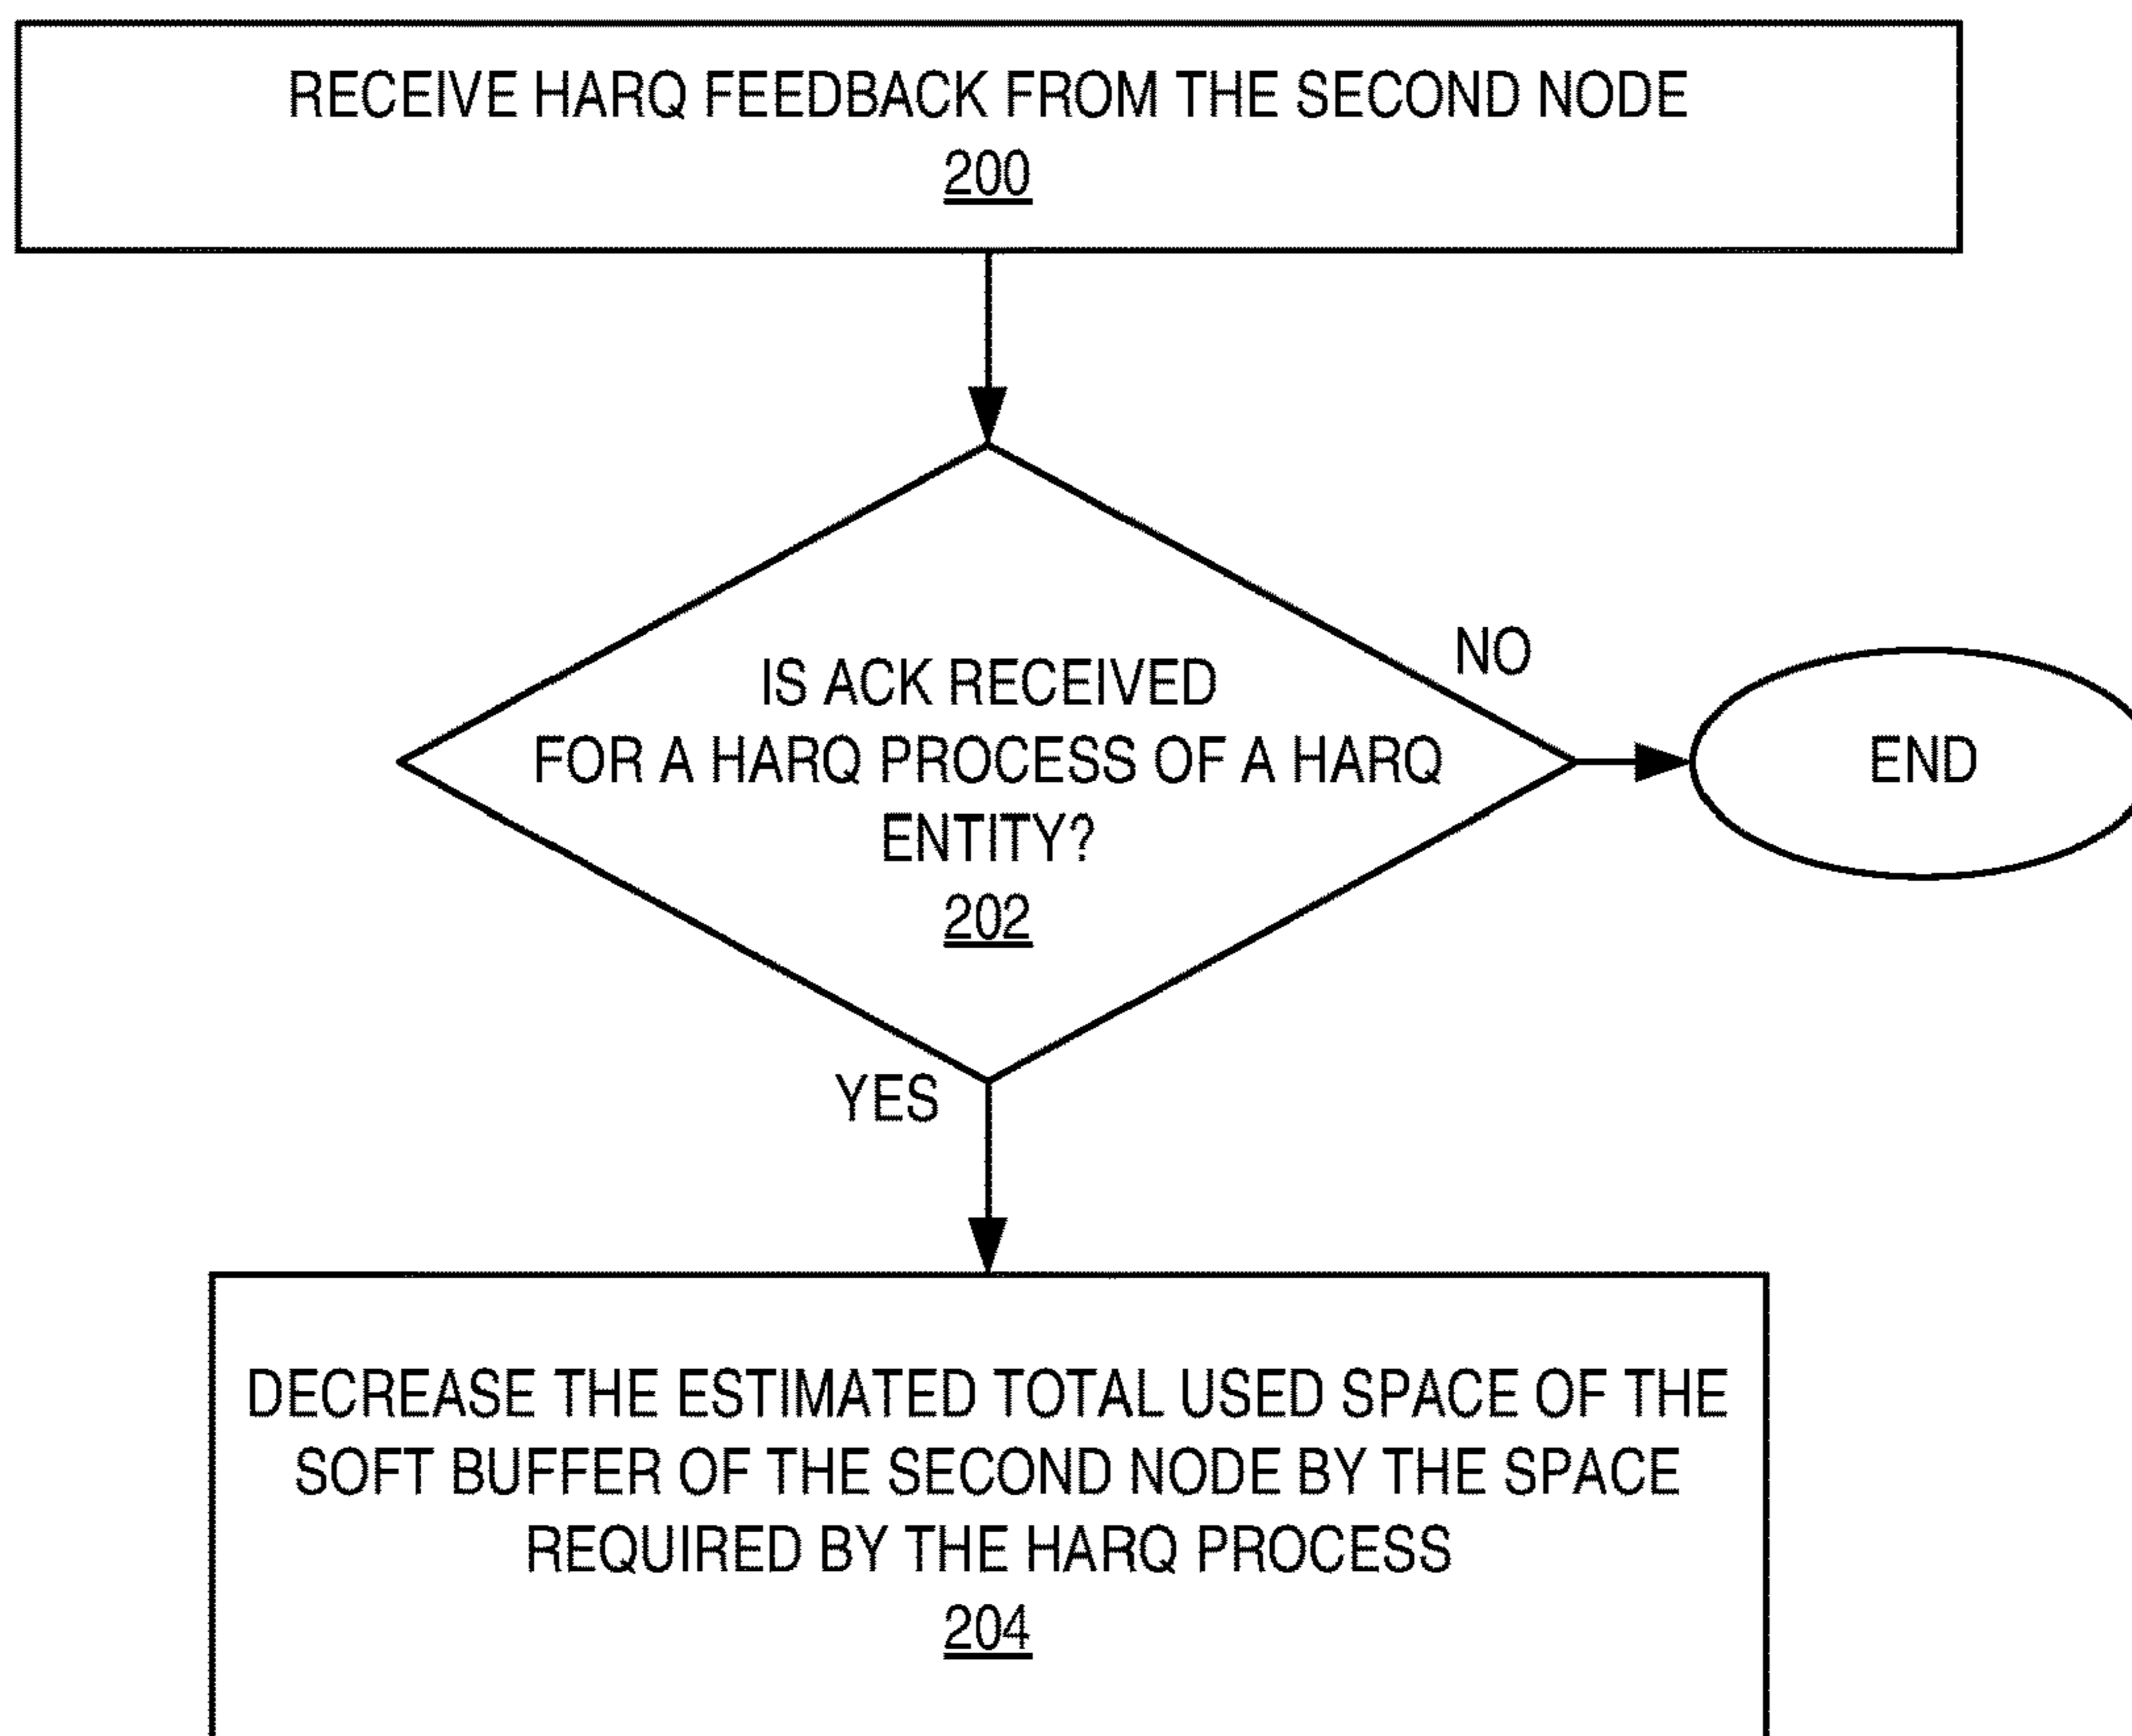 RECEIVE HARQ FEEDBACK FROM THE SECOND NODE
200
IS ACK RECEIVED
FOR A HARQ PROCESS OF A HARQ
ENTITY?
202
NO
END
YES
DECREASE THE ESTIMATED TOTAL USED SPACE OF THE
SOFT BUFFER OF THE SECOND NODE BY THE SPACE
REQUIRED BY THE HARQ PROCESS
204